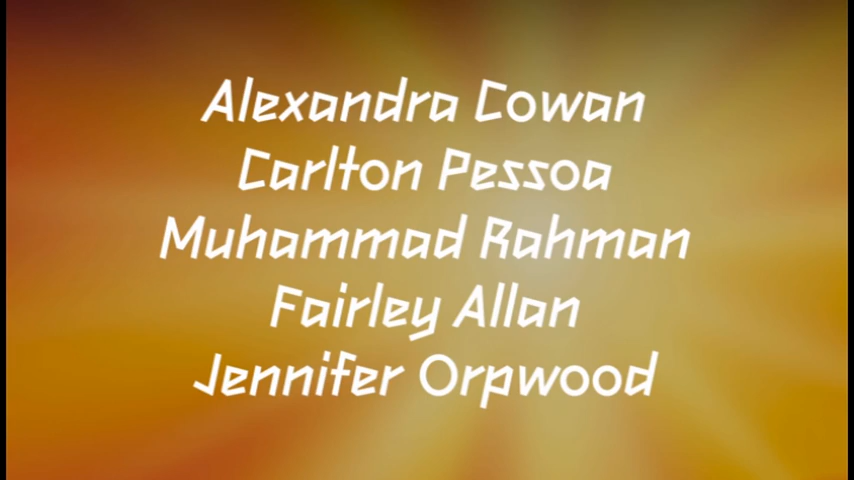 Alexandra Cowan
Carlton Pessoa
Muhammad Rahman
Fairley Allan
Jennifer Orpwood